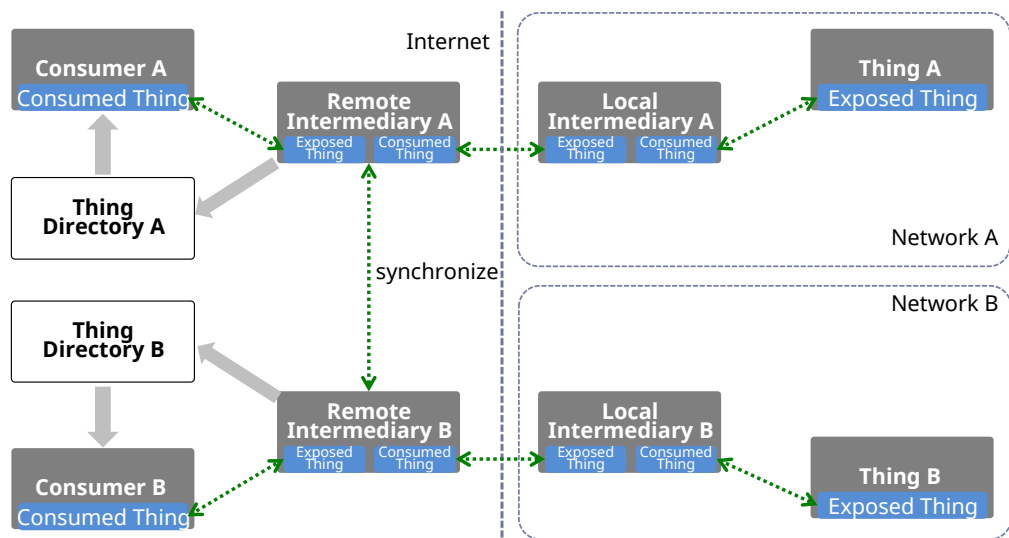 Internet
Consumer A
Consumed Thing
Remote
Intermediary A
Exposed
Thing
Consumed
Thing
Local
Intermediary A
Exposed
Thing
Consumed
Thing
Thing A
Exposed Thing
Thing
Directory A
Network A
synchronize
Network B
Thing
Directory B
Remote
Intermediary B
Exposed
Thing
Consumed
Thing
Local
Intermediary B
Exposed
Thing
Consumed
Thing
Consumer B
Consumed Thing
Thing B
Exposed Thing